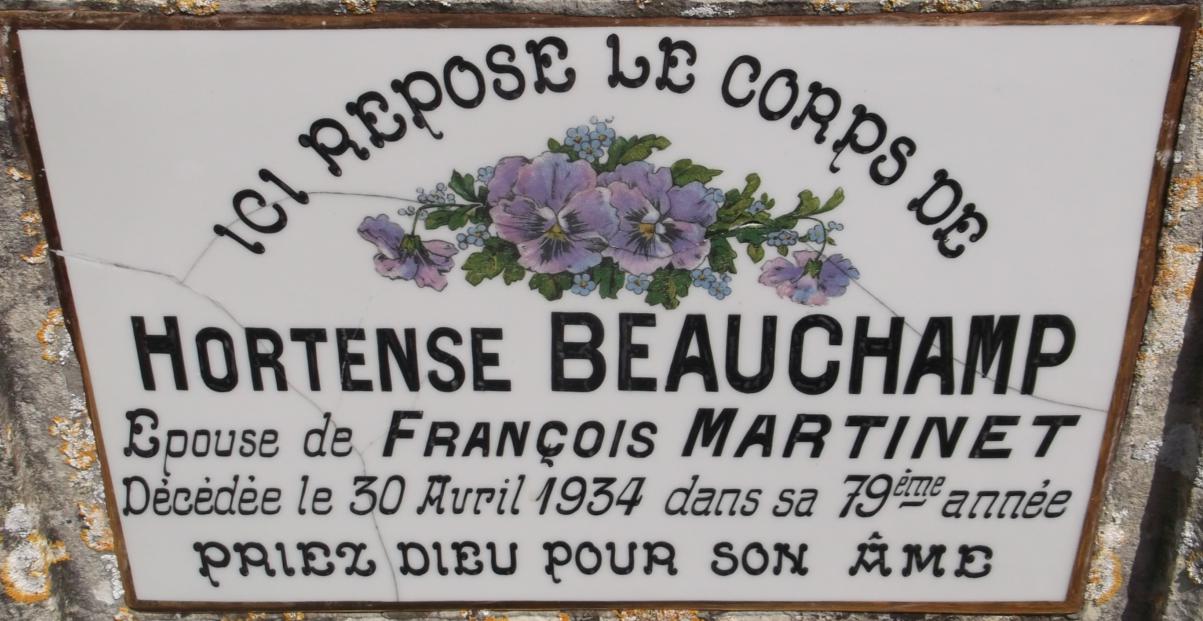 ICI REPOSE LE CORPS DE
HORTENSE BEAUCHAMP
Epouse de FRANÇOIS MARTINET
Décédée le 30 Avril 1934 dans sa 79ème année
PRIEZ DIEU POUR SON ÂME